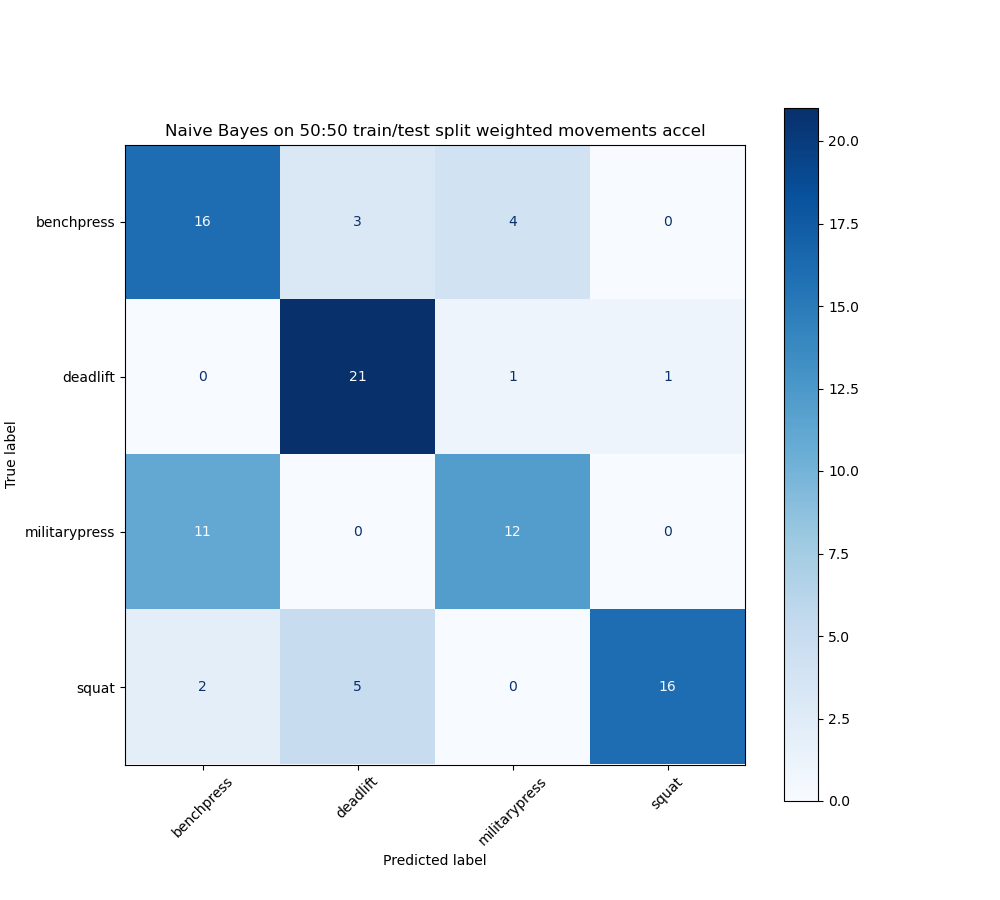 Naive Bayes on 50:50 train/test split weighted movements accel
benchpress 16 3 4 0
deadlift 0 21 1 1
militarypress 11 0 12 0
squat 2 5 0 16
True label
benchpress deadlift militarypress squat
Predicted label
20.0
17.5
15.0
12.5
10.0
7.5
5.0
2.5
0.0